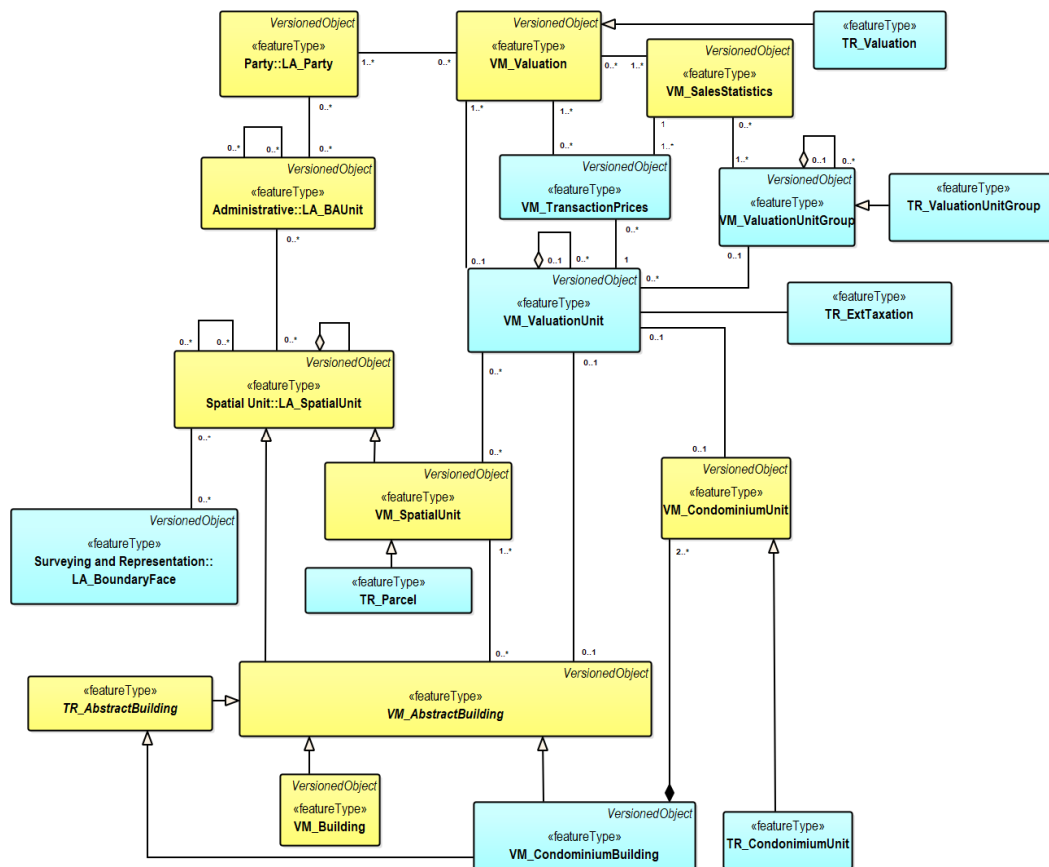 VersionedObject
«featureType»
Party::LA_Party
VersionedObject
«featureType»
VM_Valuation
«featureType»
TR_Valuation
VersionedObject
«featureType»
VM_SalesStatistics
1..*
0..*
0..*
1..*
0..*
0..*
1..*
1..*
0..*
1
1..*
0..*
1..*
0..*
0..*
VersionedObject
«featureType»
Administrative::LA_BAUnit
VersionedObject
«featureType»
VM_TransactionPrices
0..1
0..*
VersionedObject
«featureType»
VM_ValuationUnitGroup
«featureType»
TR_ValuationUnitGroup
0..*
0..*
1
0..1
0..*
0..1
0..1
0..*
VersionedObject
«featureType»
VM_ValuationUnit
«featureType»
TR_ExtTaxation
0..*
0..*
0..*
VersionedObject
«featureType»
Spatial Unit::LA_SpatialUnit
0..*
0..1
0..1
0..*
0..*
0..1
0..*
VersionedObject
«featureType»
VM_SpatialUnit
VersionedObject
«featureType»
VM_CondominiumUnit
0..*
VersionedObject
«featureType»
Surveying and Representation::
LA_BoundaryFace
1..*
2..*
«featureType»
TR_Parcel
0..*
0..1
VersionedObject
«featureType»
VM_AbstractBuilding
«featureType»
TR_AbstractBuilding
VersionedObject
«featureType»
VM_Building
VersionedObject
«featureType»
VM_CondominiumBuilding
«featureType»
TR_CondonimiumUnit